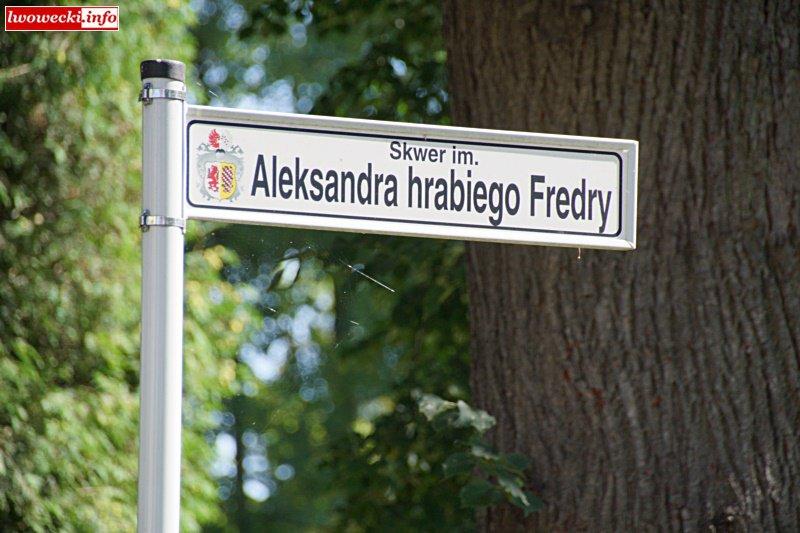 lwowecki.info
Skwer im.
Aleksandra hrabiego Fredry